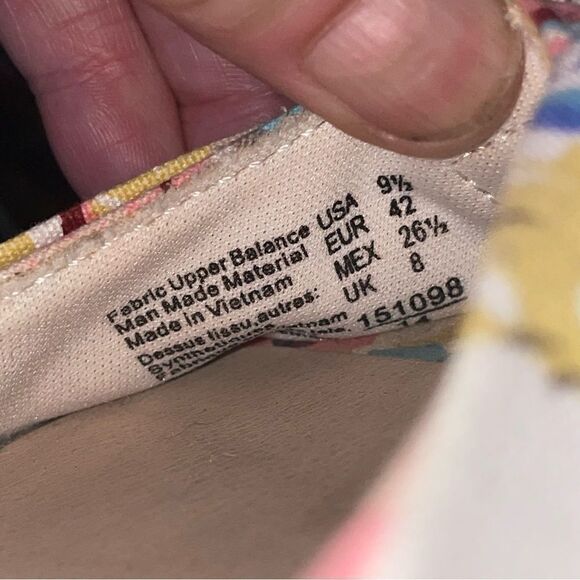 Fabric Upper Balance
Man Made Material
Made in Vietnam
Dessus tissu,autres:
USA 9½
EUR 42
MEX 26½
UK 8
151098